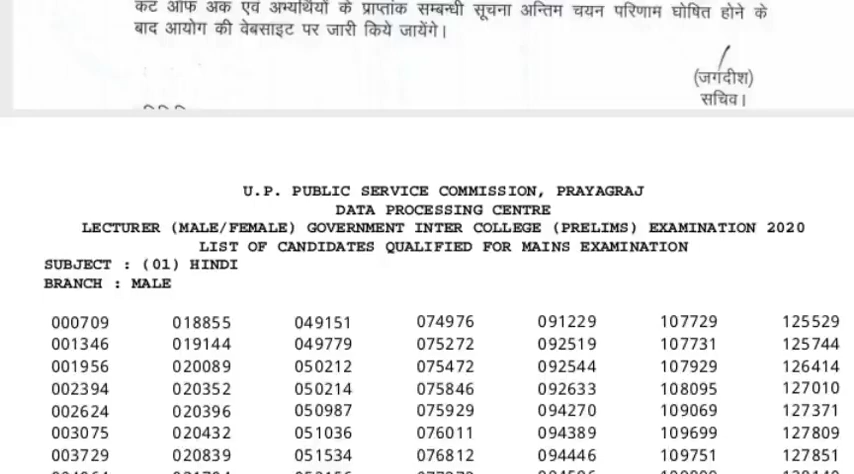 कट ऑफ अंक एवं अभ्यर्थियों के प्राप्तांक सम्बन्धी सूचना अन्तिम चयन परिणाम घोषित होने के
बाद आयोग की वेबसाइट पर जारी किये जायेंगे।
(जगदीश)
सचिव।
U.P. PUBLIC SERVICE COMMISSION, PRAYAGRAJ
DATA PROCESSING CENTRE
LECTURER (MALE/FEMALE) GOVERNMENT INTER COLLEGE (PRELIMS) EXAMINATION 2020
LIST OF CANDIDATES QUALIFIED FOR MAINS EXAMINATION
SUBJECT : (01) HINDI
BRANCH : MALE
000709 018855 049151 074976 091229 107729 125529
001346 019144 049779 075272 092519 107731 125744
001956 020089 050212 075472 092544 107929 126414
002394 020352 050214 075846 092633 108095 127010
002624 020396 050987 075929 094270 109069 127371
003075 020432 051036 076011 094389 109699 127809
003729 020839 051534 076812 094446 109751 127851